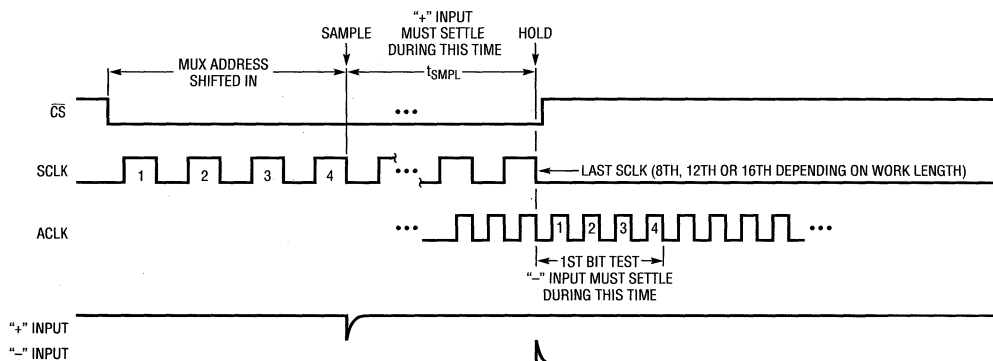 "+" INPUT
MUST SETTLE
DURING THIS TIME
SAMPLE
HOLD
MUX ADDRESS
SHIFTED IN
tSMPL
CS
SCLK
1 2 3 4
LAST SCLK (8TH, 12TH OR 16TH DEPENDING ON WORK LENGTH)
ACLK
1 2 3 4
1ST BIT TEST
"–" INPUT MUST SETTLE
DURING THIS TIME
"+" INPUT
"–" INPUT